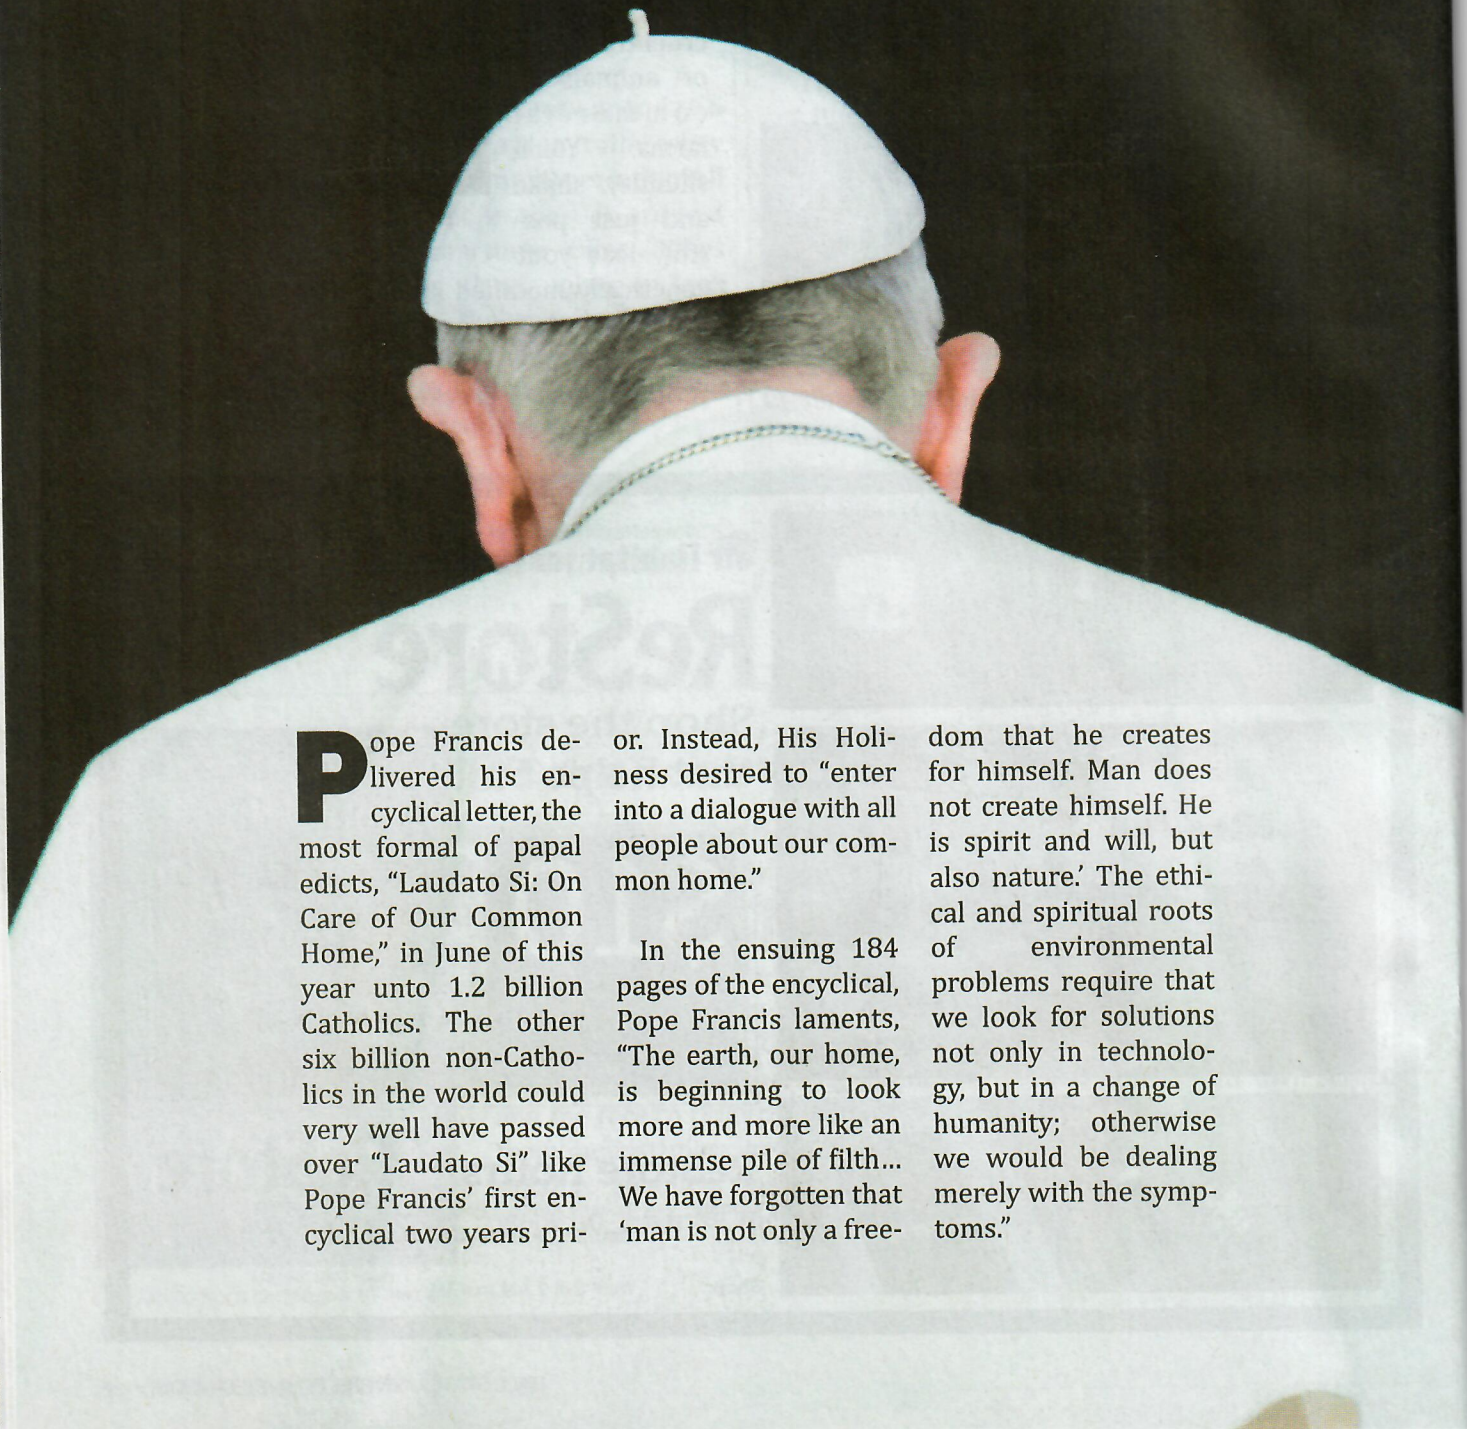 Pope Francis de-
livered his en-
cyclical letter, the
most formal of papal
edicts, “Laudato Si: On
Care of Our Common
Home,” in June of this
year unto 1.2 billion
Catholics. The other
six billion non-Catho-
lics in the world could
very well have passed
over “Laudato Si” like
Pope Francis’ first en-
cyclical two years pri-
or. Instead, His Holi-
ness desired to “enter
into a dialogue with all
people about our com-
mon home.”
In the ensuing 184
pages of the encyclical,
Pope Francis laments,
“The earth, our home,
is beginning to look
more and more like an
immense pile of filth...
We have forgotten that
‘man is not only a free-
dom that he creates
for himself. Man does
not create himself. He
is spirit and will, but
also nature.’ The ethi-
cal and spiritual roots
of environmental
problems require that
we look for solutions
not only in technolo-
gy, but in a change of
humanity; otherwise
we would be dealing
merely with the symp-
toms.”
ReStore